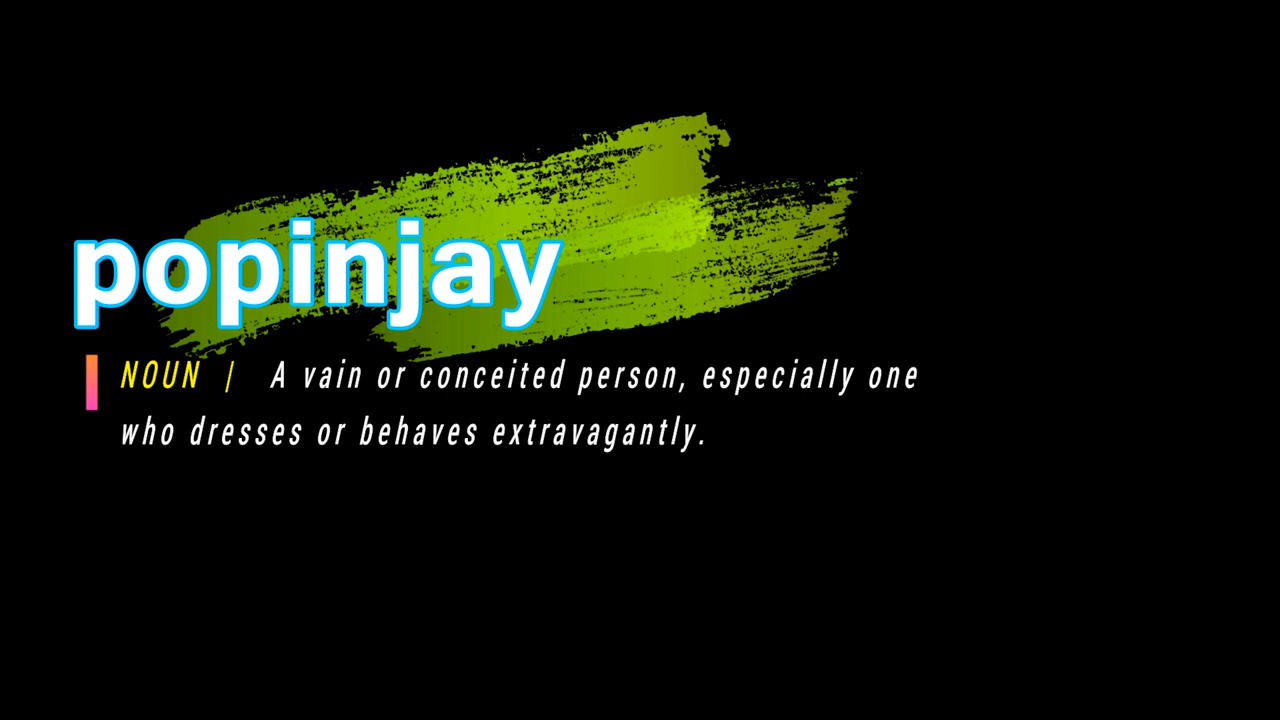 popinjay
NOUN | A vain or conceited person, especially one
who dresses or behaves extravagantly.